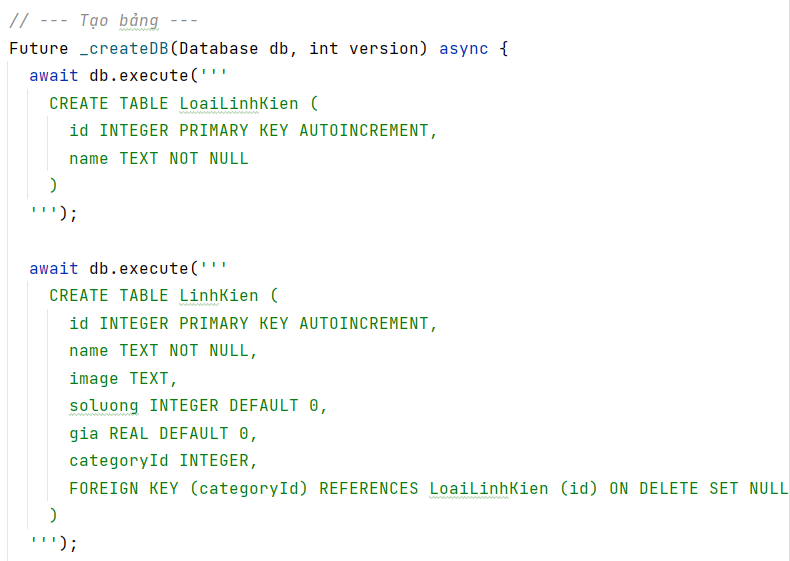 // --- Tạo bảng ---
Future _createDB(Database db, int version) async {
await db.execute('''
CREATE TABLE LoaiLinhKien (
id INTEGER PRIMARY KEY AUTOINCREMENT,
name TEXT NOT NULL
)
''');
await db.execute('''
CREATE TABLE LinhKien (
id INTEGER PRIMARY KEY AUTOINCREMENT,
name TEXT NOT NULL,
image TEXT,
soluong INTEGER DEFAULT 0,
gia REAL DEFAULT 0,
categoryId INTEGER,
FOREIGN KEY (categoryId) REFERENCES LoaiLinhKien (id) ON DELETE SET NULL
)
''');